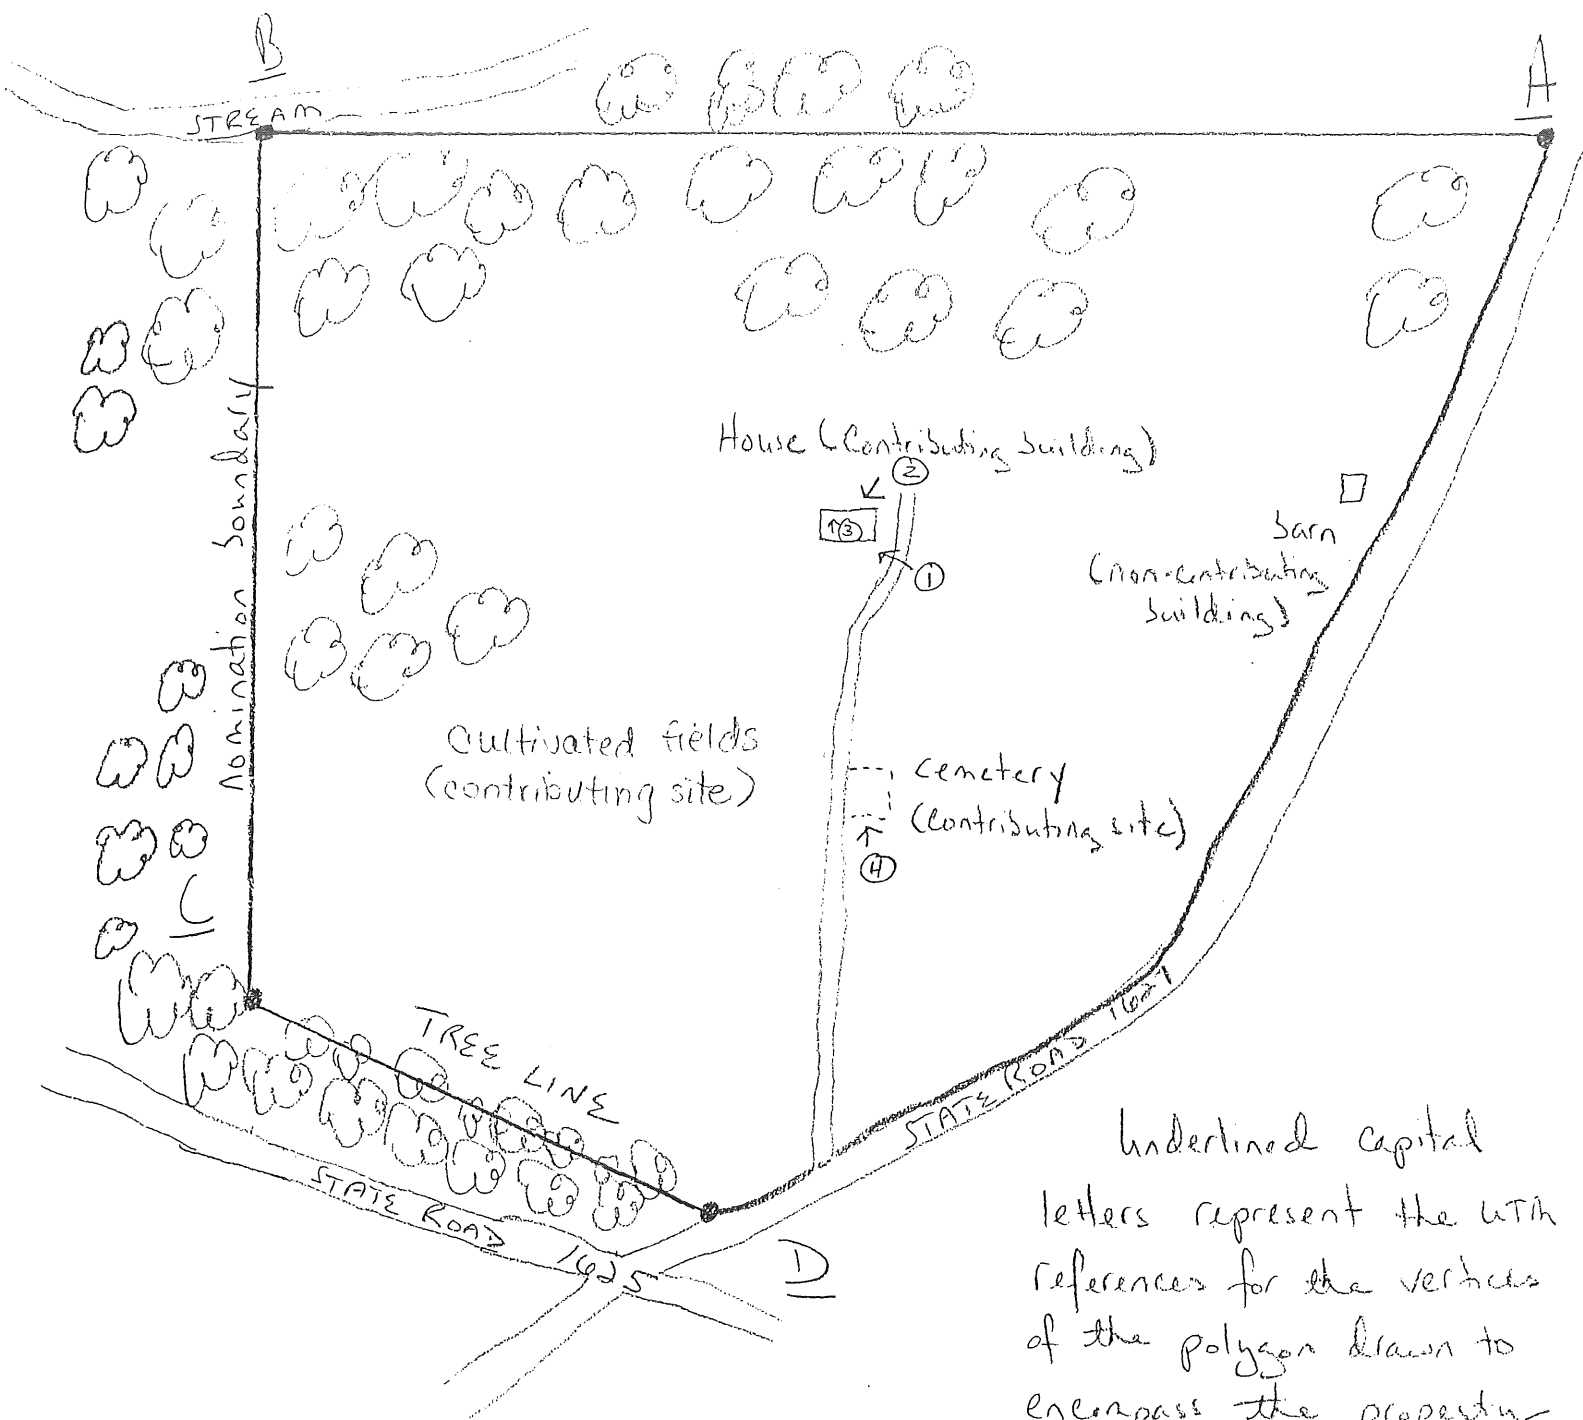 B
A
STREAM
nomination boundary
House (Contributing building)
2
3
1
barn
(non-contributing
building)
Cultivated fields
(contributing site)
cemetery
(contributing site)
4
C
TREE LINE
STATE ROAD 1627
STATE ROAD 1625
D
Underlined capital
letters represent the UTM
references for the vertices
of the polygon drawn to
encompass the property